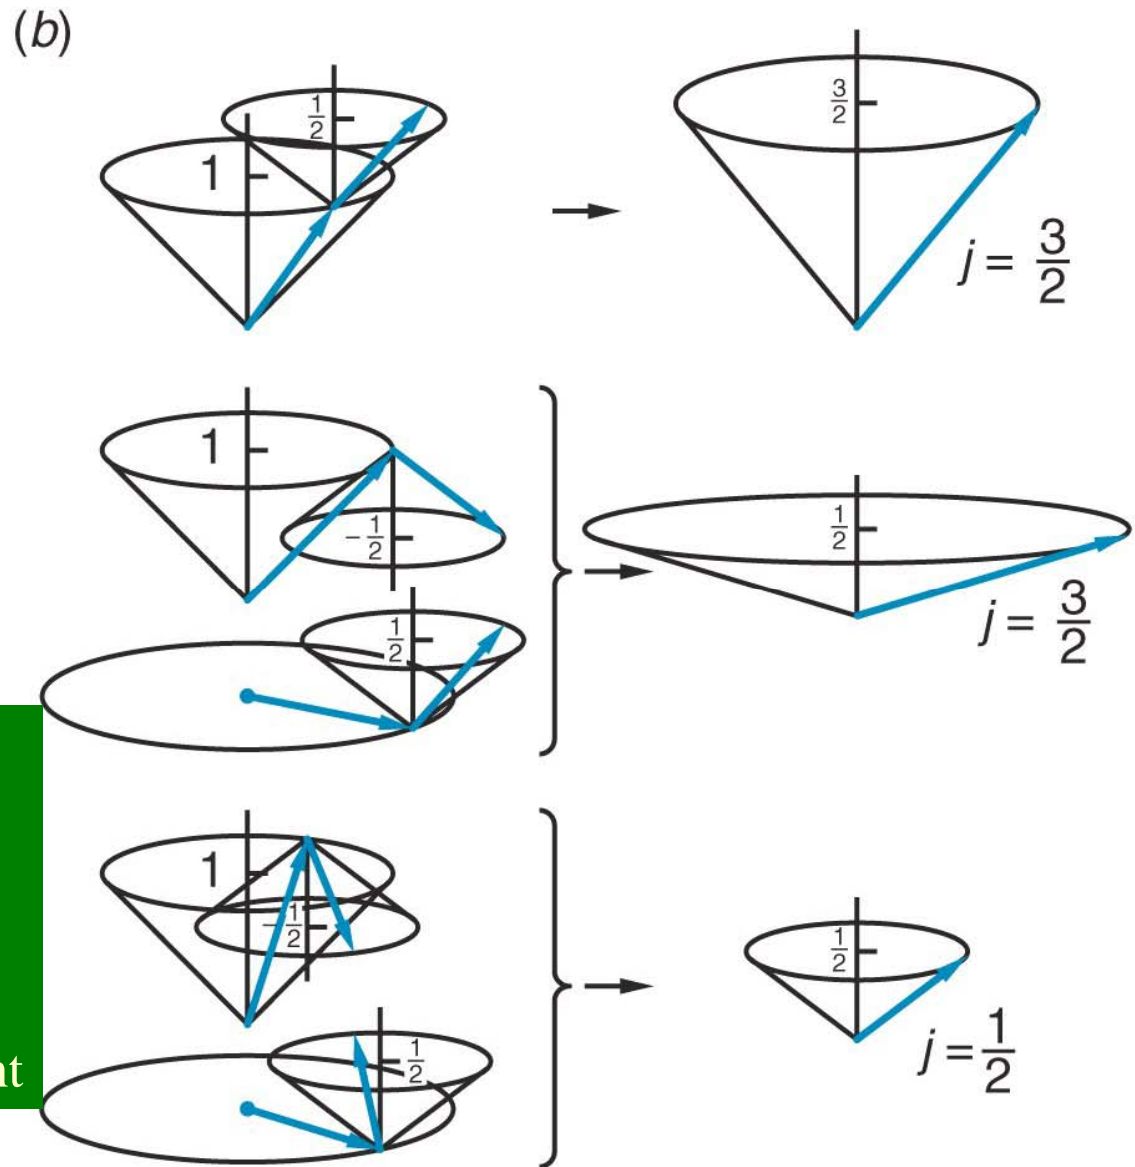 (b)
1/2
1
3/2
j = 3/2
1
-1/2
1/2
1/2
j = 3/2
1
-1/2
1/2
1/2
j = 1/2